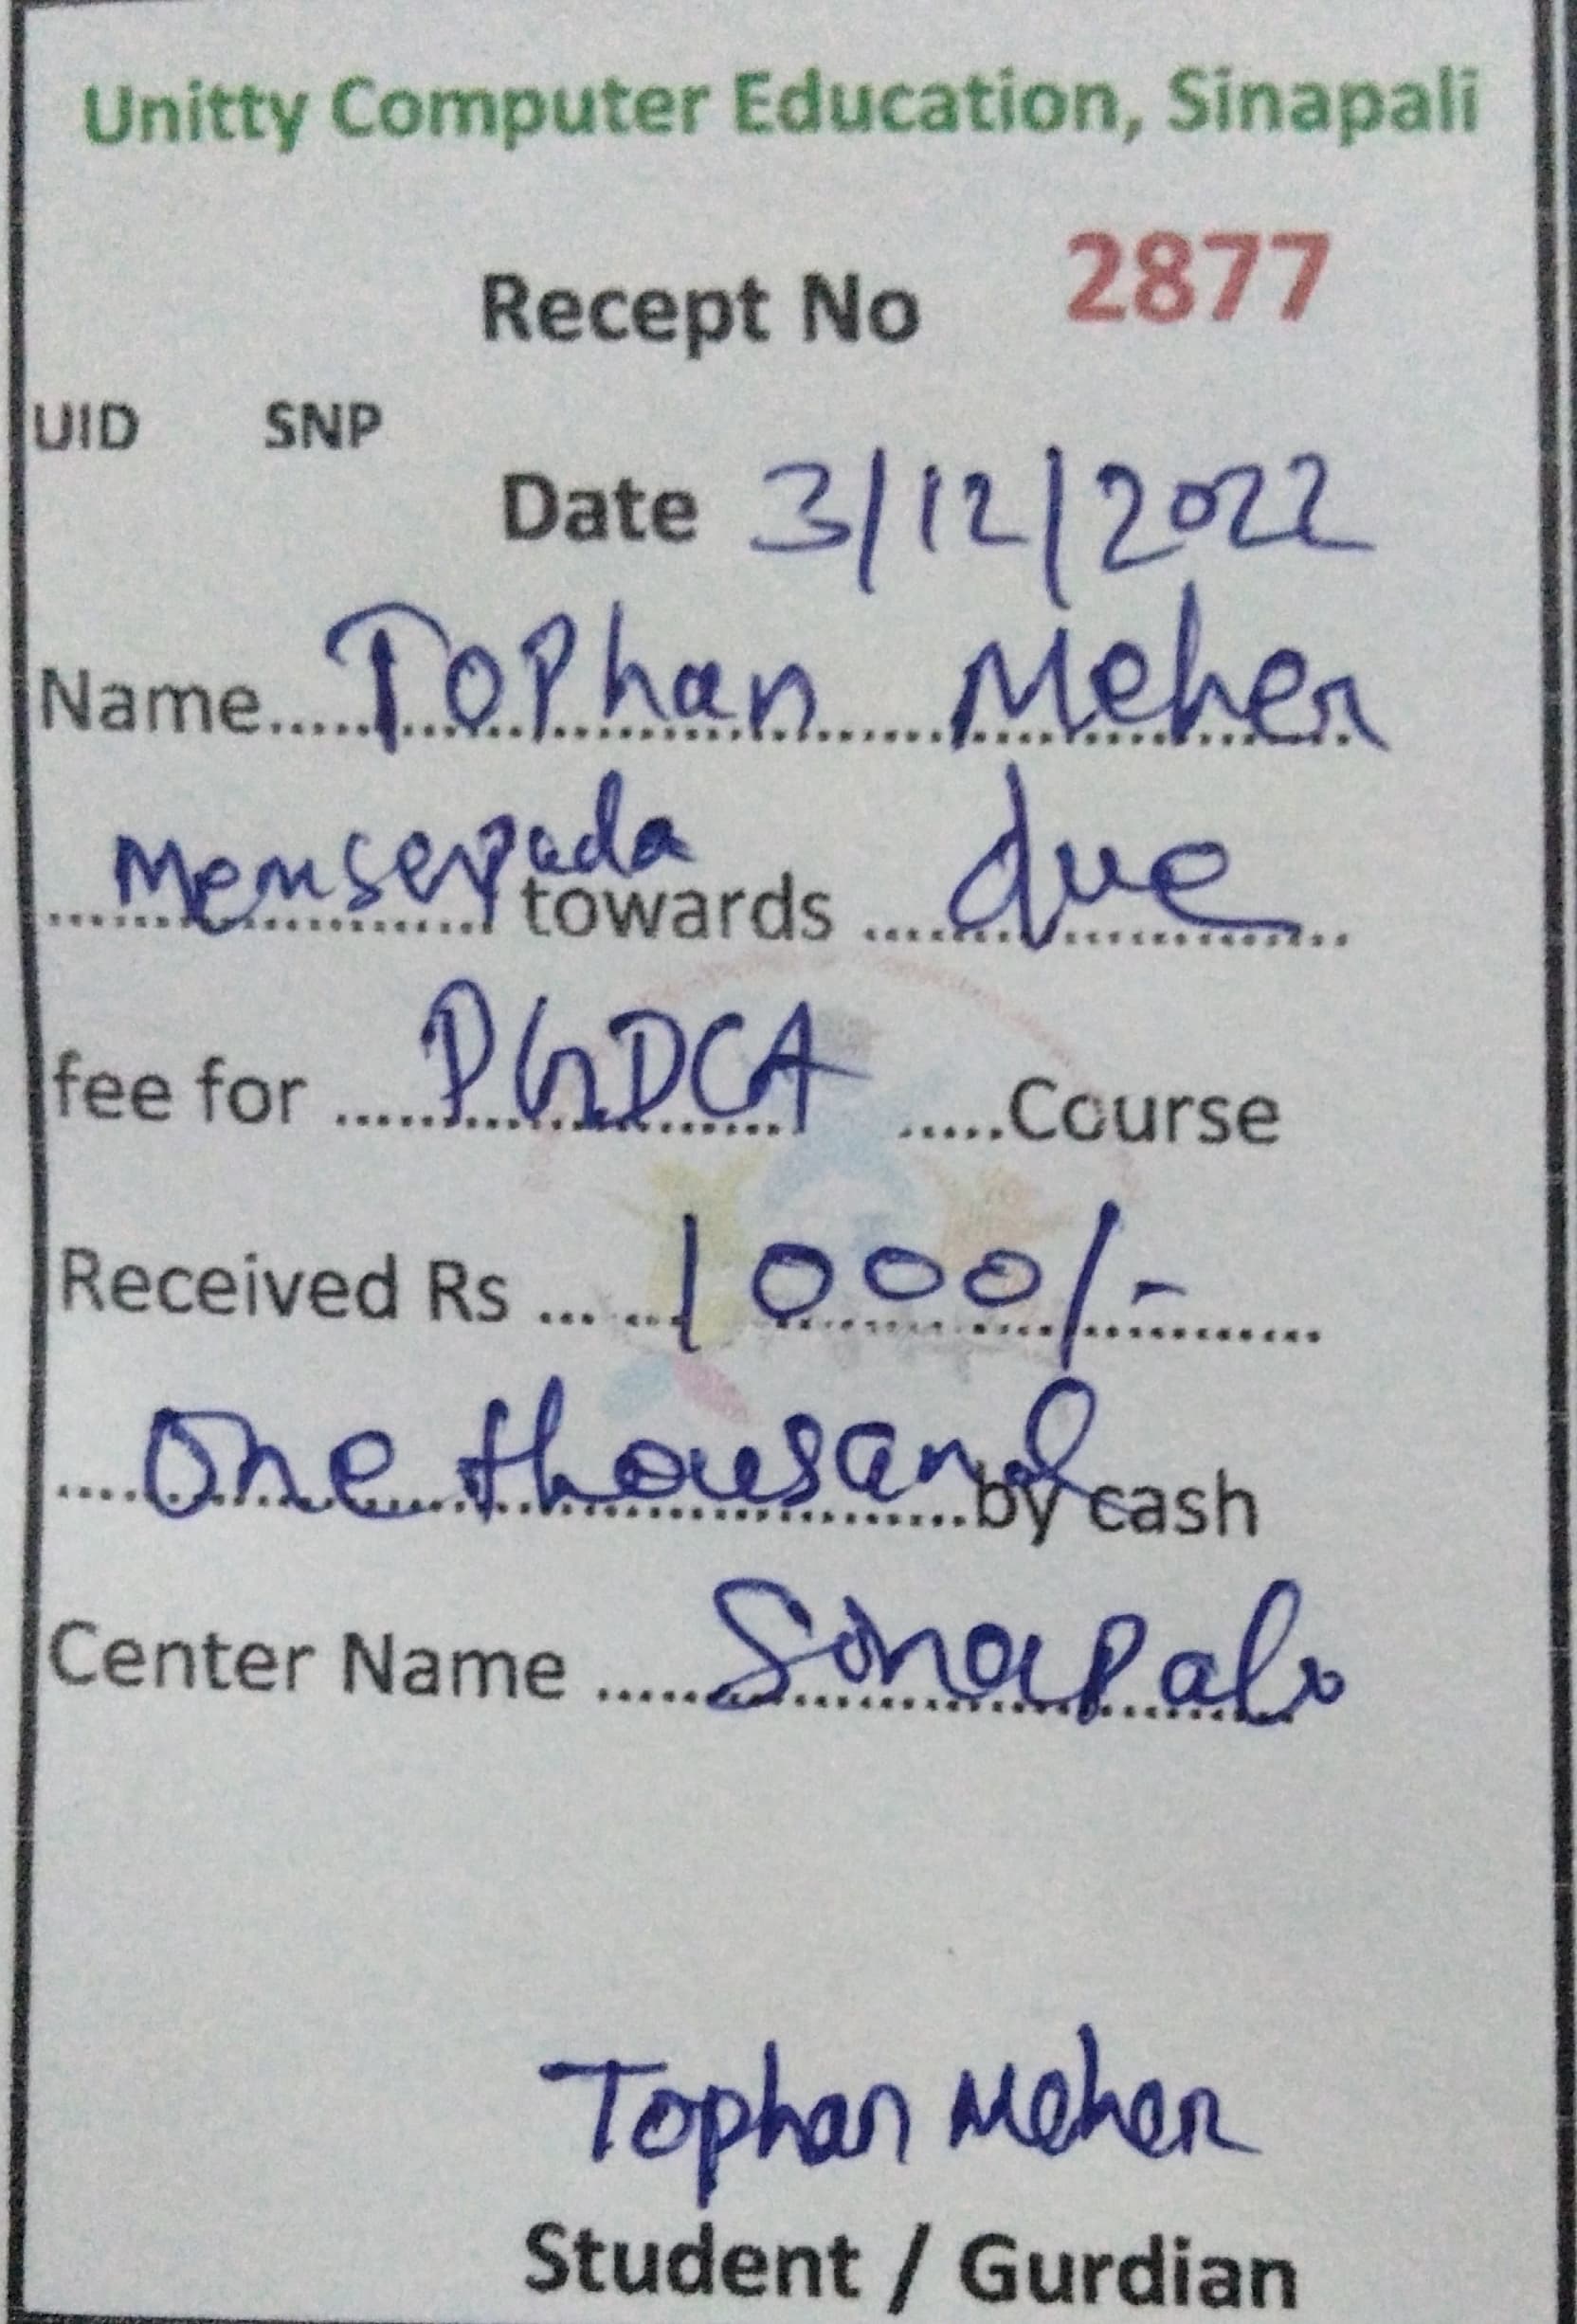 Unitty Computer Education, Sinapali
Recept No 2877
UID SNP
Date 3/12/2022
Name..... Tophan Meher
........ towards ..... due
fee for ..... PGDCA .....Course
Received Rs ... 1000/-
.... One thousand by cash
Center Name ..... Sinapali
Tophan Meher
Student / Gurdian